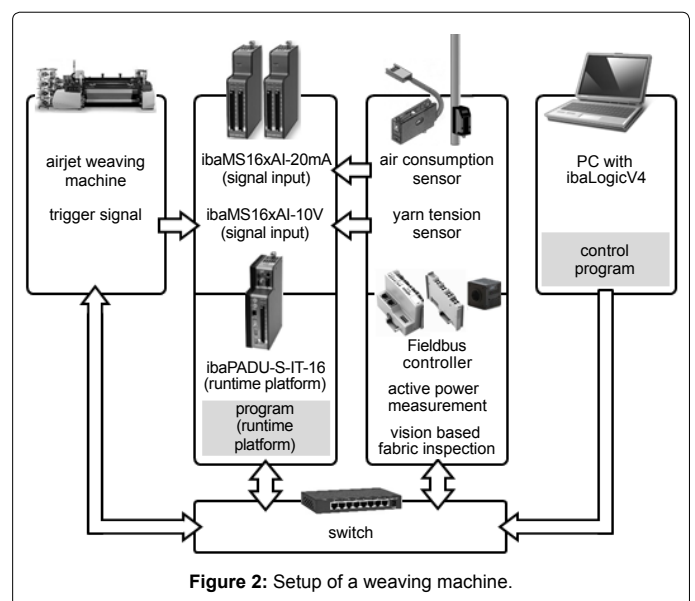 airjet weaving
machine
trigger signal
ibaMS16xAI-20mA
(signal input)
ibaMS16xAI-10V
(signal input)
ibaPADU-S-IT-16
(runtime platform)
program
(runtime
platform)
air consumption
sensor
yarn tension
sensor
Fieldbus
controller
active power
measurement
vision based
fabric inspection
PC with
ibaLogicV4
control
program
switch
Figure 2: Setup of a weaving machine.